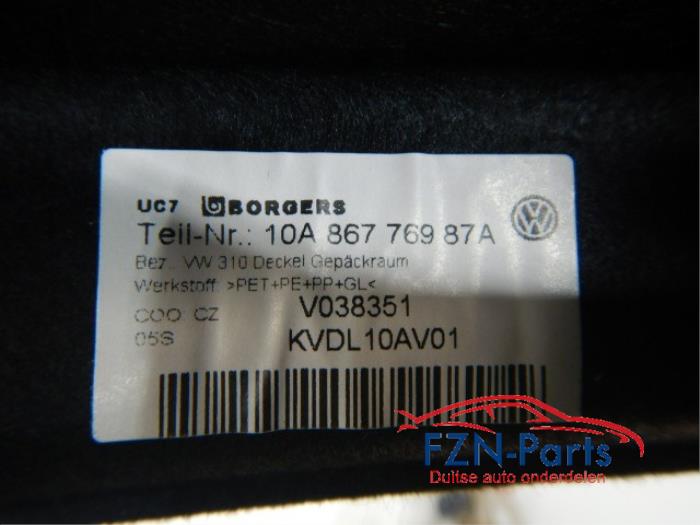 UC7 BORGERS
Teil-Nr.: 10A 867 769 87A
Bez.: VW 310 Deckel Gepäckraum
Werkstoff: >PET+PE+PP+GL<
COO: CZ V038351
05S KVDL10AV01
FZN-Parts
Duitse auto onderdelen